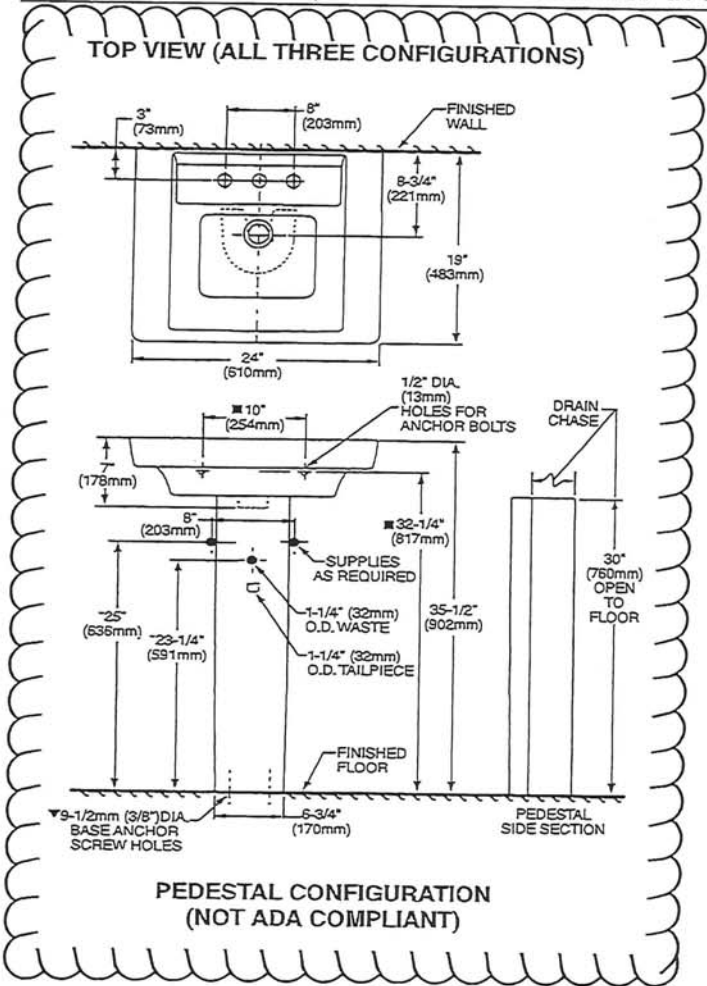 TOP VIEW (ALL THREE CONFIGURATIONS)
3"
(73mm)
8"
(203mm)
FINISHED
WALL
8-3/4"
(221mm)
19"
(483mm)
24"
(610mm)
■10"
(254mm)
1/2" DIA.
(13mm)
HOLES FOR
ANCHOR BOLTS
DRAIN
CHASE
7"
(178mm)
8"
(203mm)
■32-1/4"
(817mm)
SUPPLIES
AS REQUIRED
30"
(760mm)
OPEN
TO
FLOOR
1-1/4" (32mm)
O.D. WASTE
35-1/2"
(902mm)
25"
(636mm)
23-1/4"
(591mm)
1-1/4" (32mm)
O.D. TAILPIECE
FINISHED
FLOOR
▼9-1/2mm (3/8")DIA.
BASE ANCHOR
SCREW HOLES
6-3/4"
(170mm)
PEDESTAL
SIDE SECTION
PEDESTAL CONFIGURATION
(NOT ADA COMPLIANT)